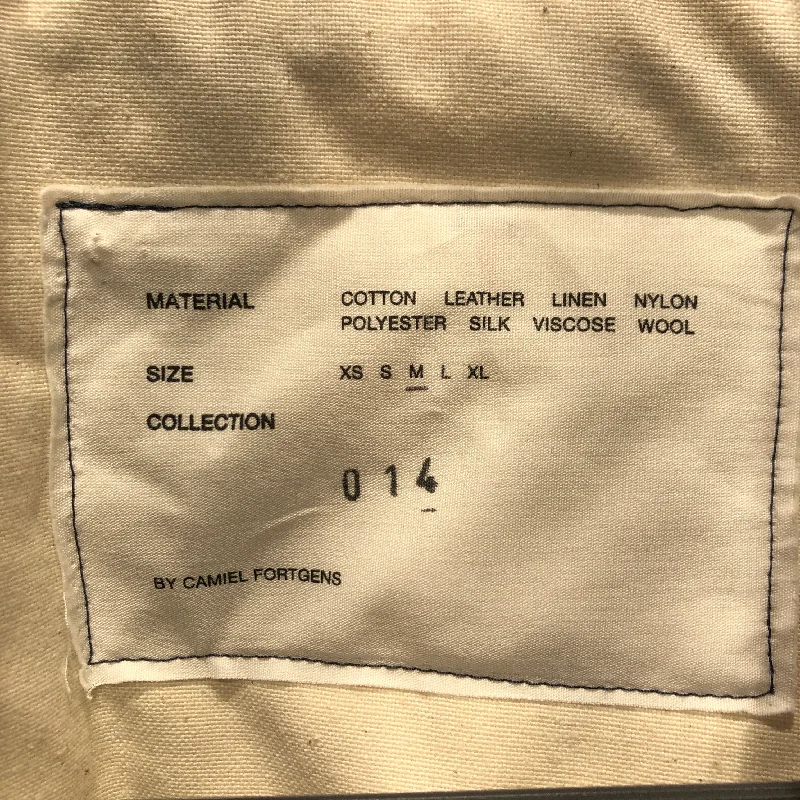 MATERIAL COTTON LEATHER LINEN NYLON
POLYESTER SILK VISCOSE WOOL
SIZE XS S M L XL
COLLECTION
014
BY CAMIEL FORTGENS